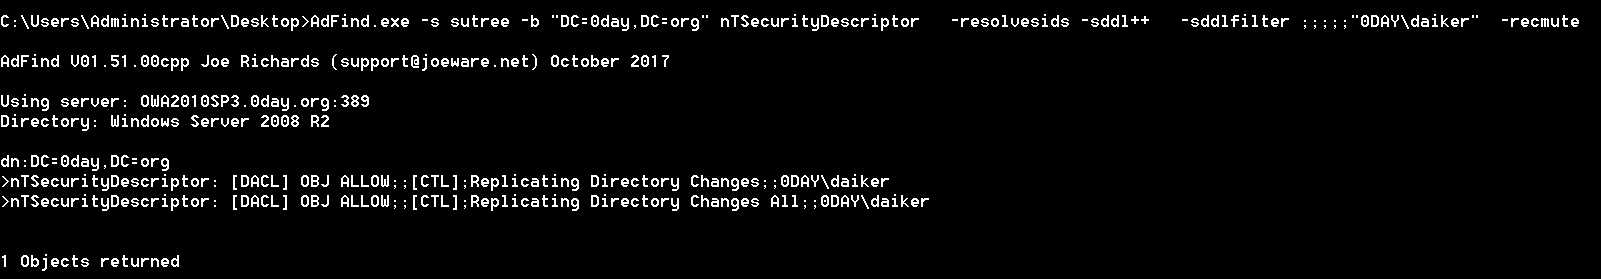 C:\Users\Administrator\Desktop>AdFind.exe -s sutree -b "DC=0day,DC=org" nTSecurityDescriptor   -resolvesids -sddl++   -sddlfilter ;;;;;"0DAY\daiker"  -recmute
AdFind V01.51.00cpp Joe Richards (support@joeware.net) October 2017
Using server: OWA2010SP3.0day.org:389
Directory: Windows Server 2008 R2
dn:DC=0day,DC=org
>nTSecurityDescriptor: [DACL] OBJ ALLOW;;[CTL];Replicating Directory Changes;;0DAY\daiker
>nTSecurityDescriptor: [DACL] OBJ ALLOW;;[CTL];Replicating Directory Changes All;;0DAY\daiker
1 Objects returned